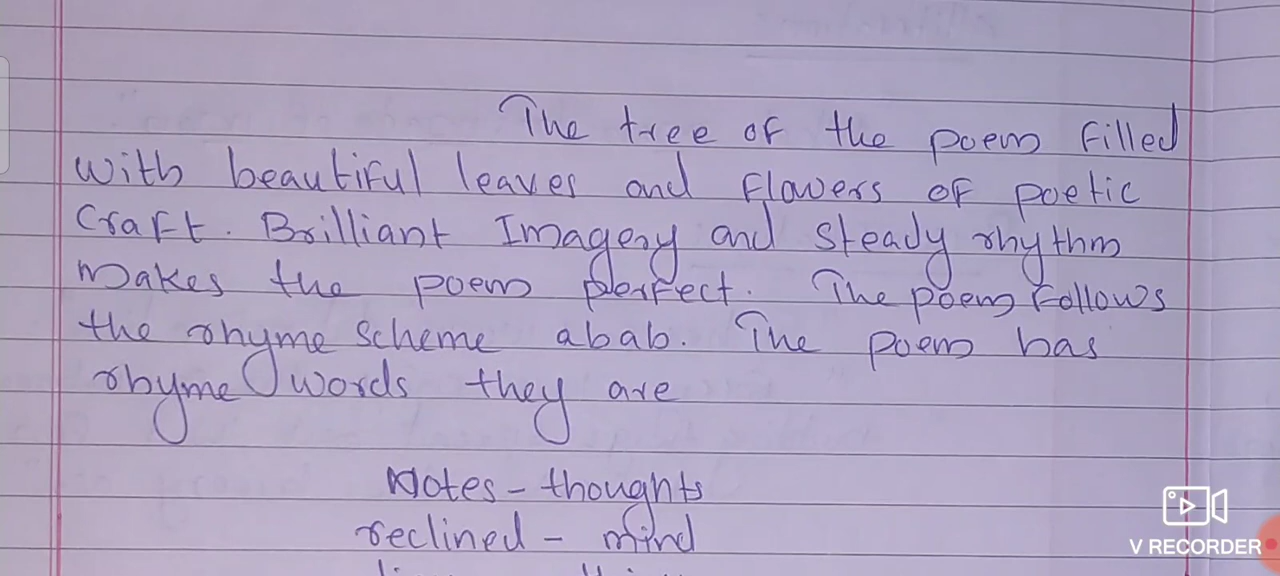 The tree of the poem filled
with beautiful leaves and flowers of poetic
craft. Brilliant Imagery and steady rhythm
makes the poem perfect. The poem follows
the rhyme scheme abab. The poem has
rhyme words they are
Notes - thoughts
reclined - mind
V RECORDER